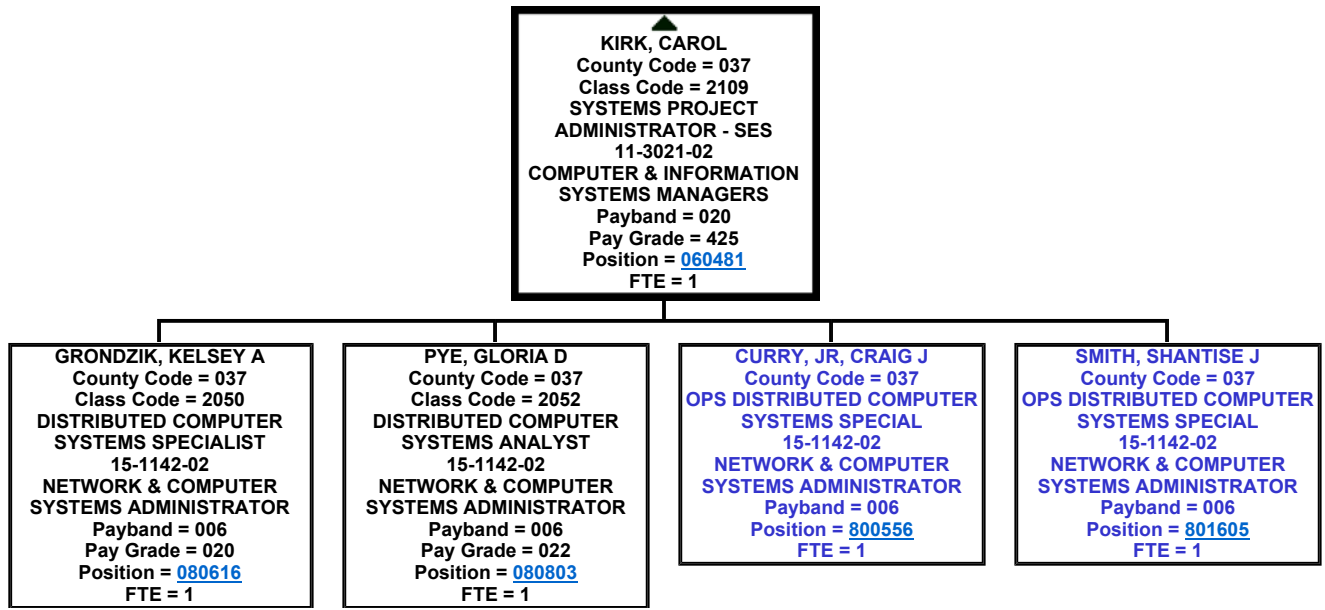 KIRK, CAROL
County Code = 037
Class Code = 2109
SYSTEMS PROJECT
ADMINISTRATOR - SES
11-3021-02
COMPUTER & INFORMATION
SYSTEMS MANAGERS
Payband = 020
Pay Grade = 425
Position = 060481
FTE = 1
GRONDZIK, KELSEY A
County Code = 037
Class Code = 2050
DISTRIBUTED COMPUTER
SYSTEMS SPECIALIST
15-1142-02
NETWORK & COMPUTER
SYSTEMS ADMINISTRATOR
Payband = 006
Pay Grade = 020
Position = 080616
FTE = 1
PYE, GLORIA D
County Code = 037
Class Code = 2052
DISTRIBUTED COMPUTER
SYSTEMS ANALYST
15-1142-02
NETWORK & COMPUTER
SYSTEMS ADMINISTRATOR
Payband = 006
Pay Grade = 022
Position = 080803
FTE = 1
CURRY, JR, CRAIG J
County Code = 037
OPS DISTRIBUTED COMPUTER
SYSTEMS SPECIAL
15-1142-02
NETWORK & COMPUTER
SYSTEMS ADMINISTRATOR
Payband = 006
Position = 800556
FTE = 1
SMITH, SHANTISE J
County Code = 037
OPS DISTRIBUTED COMPUTER
SYSTEMS SPECIAL
15-1142-02
NETWORK & COMPUTER
SYSTEMS ADMINISTRATOR
Payband = 006
Position = 801605
FTE = 1